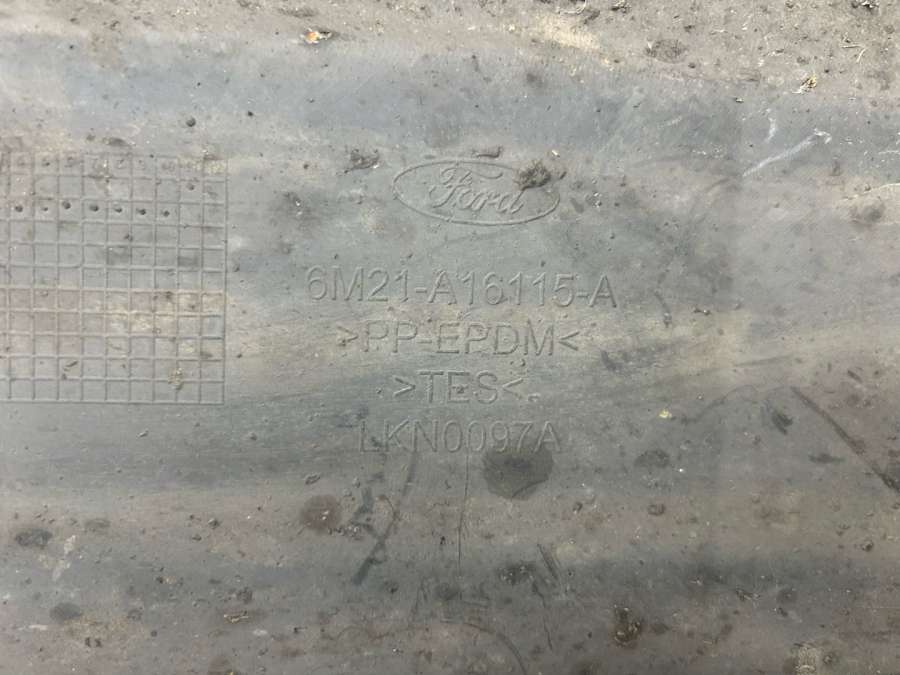 Ford
6M21-A16115-A
>PP-EPDM<
>TES<
LKN0097A